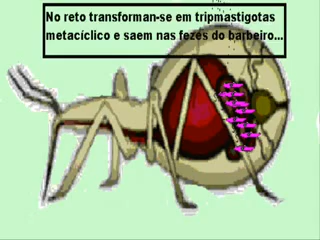 No reto transforman-se em tripmastigotas
metacíclico e saem nas fezes do barbeiro...